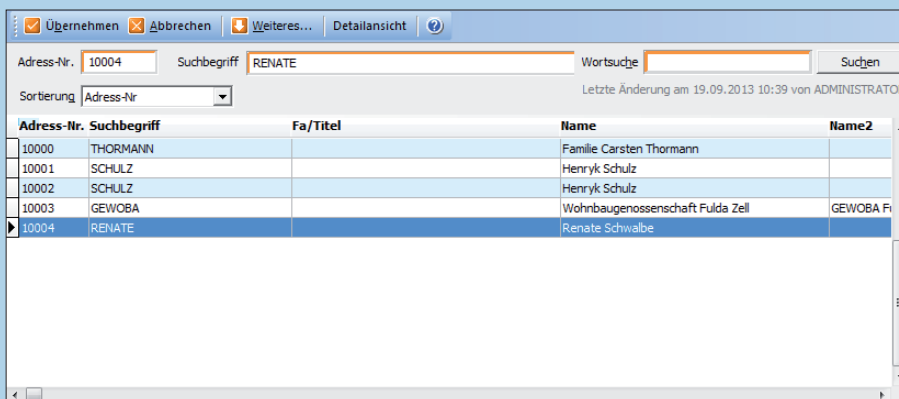 Übernehmen Abbrechen Weiteres... Detailansicht ?
Adress-Nr. 10004 Suchbegriff RENATE Wortsuche Suchen
Letzte Änderung am 19.09.2013 10:39 von ADMINISTRATO
Sortierung Adress-Nr
Adress-Nr. Suchbegriff Fa/Titel Name Name2
10000 THORMANN Familie Carsten Thormann
10001 SCHULZ Henryk Schulz
10002 SCHULZ Henryk Schulz
10003 GEWOBA Wohnbaugenossenschaft Fulda Zell GEWOBA
10004 RENATE Renate Schwalbe